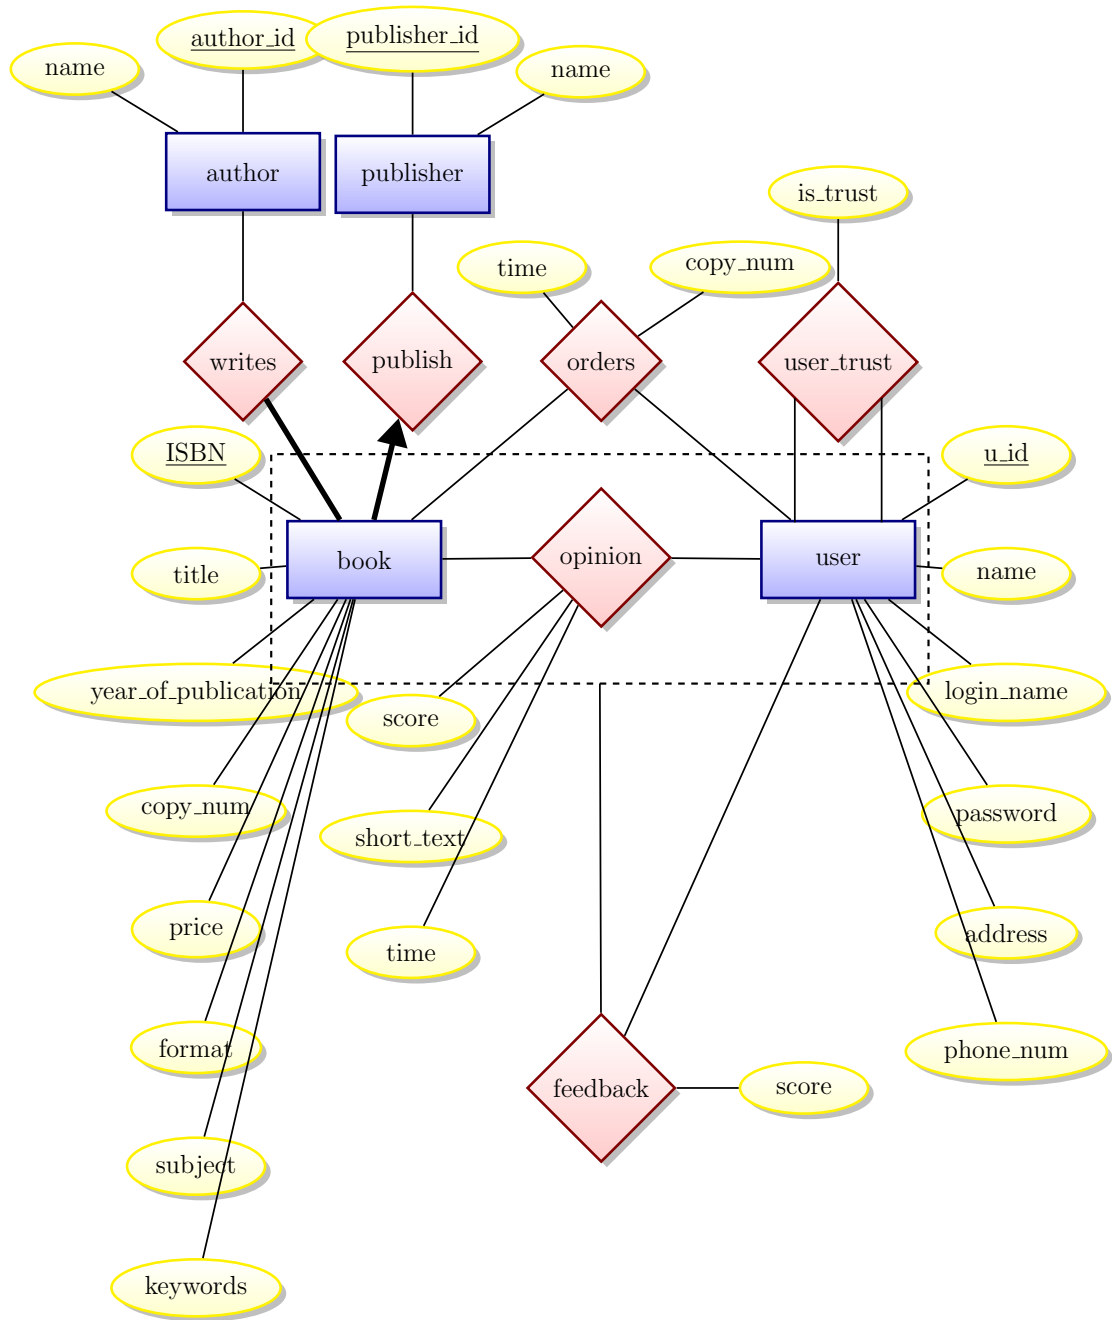 author_id
publisher_id
name
name
author
publisher
is_trust
time
copy_num
writes
publish
orders
user_trust
ISBN
u_id
book
opinion
user
title
name
year_of_publication
score
login_name
copy_num
short_text
password
price
time
address
format
feedback
score
phone_num
subject
keywords